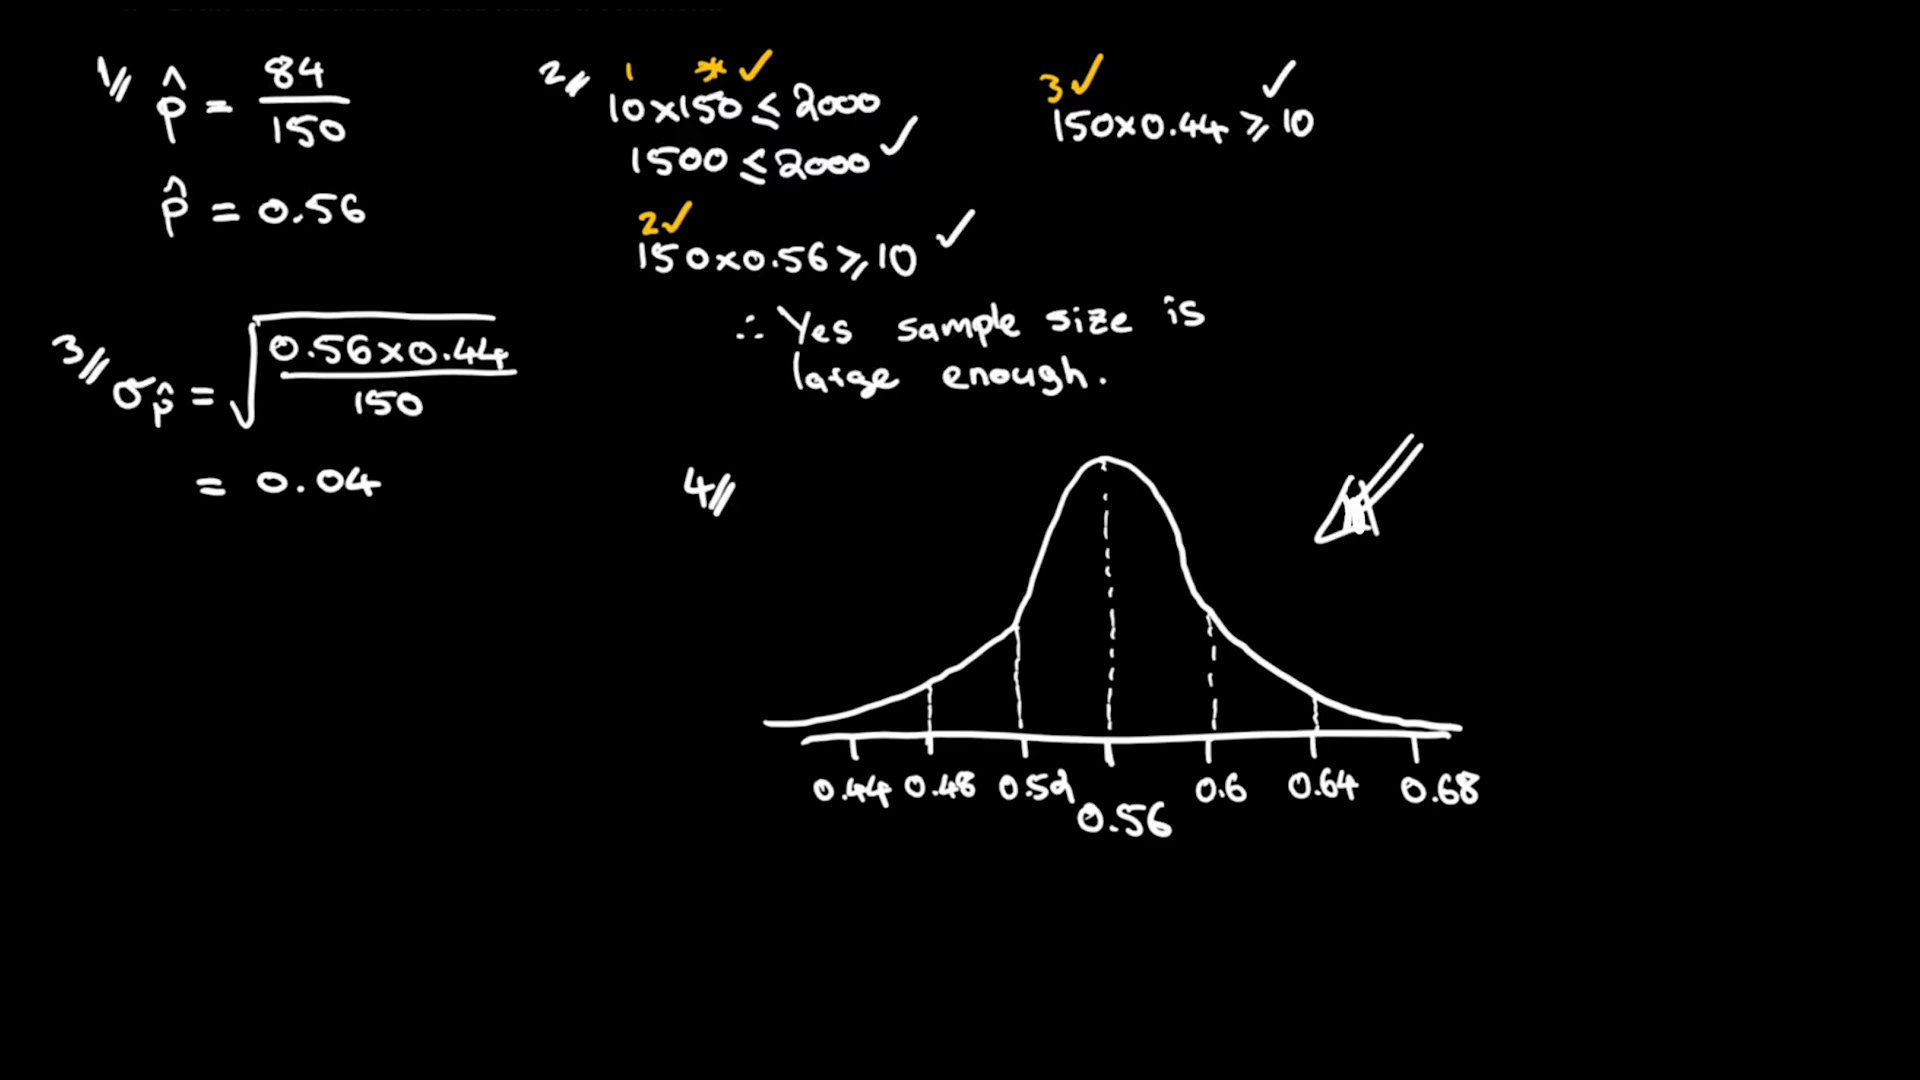 1// p̂ = 84/150
p̂ = 0.56
2// 1 * ✓
10×150 ≤ 2000
1500 ≤ 2000 ✓
2✓
150×0.56 ≥ 10 ✓
3✓ ✓
150×0.44 ≥ 10
∴ Yes sample size is
large enough.
3// σp̂ = √(0.56×0.44/150)
= 0.04
4//
0.44 0.48 0.52 0.56 0.6 0.64 0.68